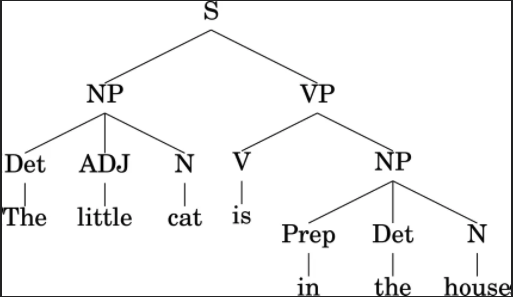 S
NP VP
Det ADJ N V NP
The little cat is
Prep Det N
in the house